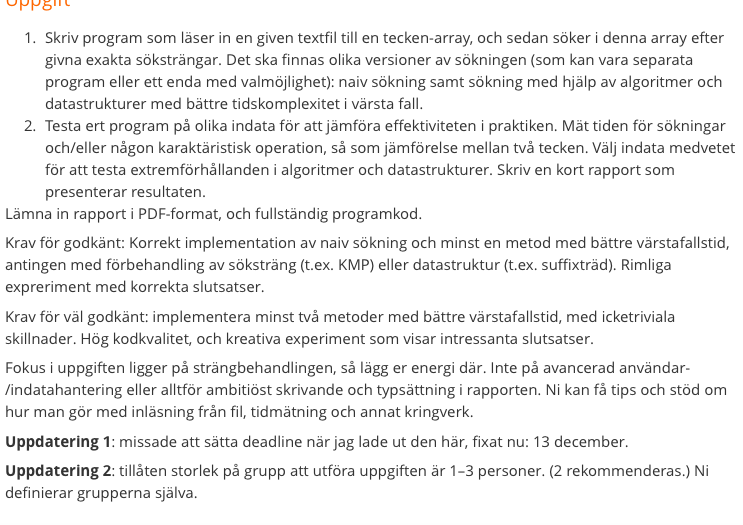 Uppgift
1. Skriv program som läser in en given textfil till en tecken-array, och sedan söker i denna array efter
givna exakta söksträngar. Det ska finnas olika versioner av sökningen (som kan vara separata
program eller ett enda med valmöjlighet): naiv sökning samt sökning med hjälp av algoritmer och
datastrukturer med bättre tidskomplexitet i värsta fall.
2. Testa ert program på olika indata för att jämföra effektiviteten i praktiken. Mät tiden för sökningar
och/eller någon karaktäristisk operation, så som jämförelse mellan två tecken. Välj indata medvetet
för att testa extremförhållanden i algoritmer och datastrukturer. Skriv en kort rapport som
presenterar resultaten.
Lämna in rapport i PDF-format, och fullständig programkod.
Krav för godkänt: Korrekt implementation av naiv sökning och minst en metod med bättre värstafallstid,
antingen med förbehandling av söksträng (t.ex. KMP) eller datastruktur (t.ex. suffixträd). Rimliga
expreriment med korrekta slutsatser.
Krav för väl godkänt: implementera minst två metoder med bättre värstafallstid, med icketriviala
skillnader. Hög kodkvalitet, och kreativa experiment som visar intressanta slutsatser.
Fokus i uppgiften ligger på strängbehandlingen, så lägg er energi där. Inte på avancerad användar-
/indatahantering eller alltför ambitiöst skrivande och typsättning i rapporten. Ni kan få tips och stöd om
hur man gör med inläsning från fil, tidmätning och annat kringverk.
Uppdatering 1: missade att sätta deadline när jag lade ut den här, fixat nu: 13 december.
Uppdatering 2: tillåten storlek på grupp att utföra uppgiften är 1–3 personer. (2 rekommenderas.) Ni
definierar grupperna själva.